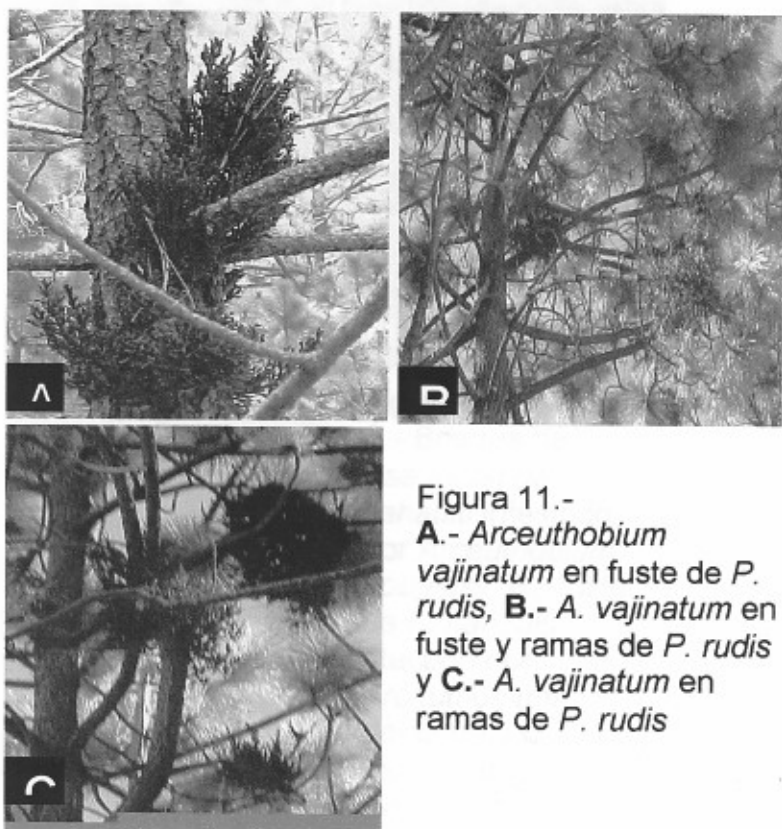 A
B
C
Figura 11.-
A.- Arceuthobium
vajinatum en fuste de P.
rudis, B.- A. vajinatum en
fuste y ramas de P. rudis
y C.- A. vajinatum en
ramas de P. rudis